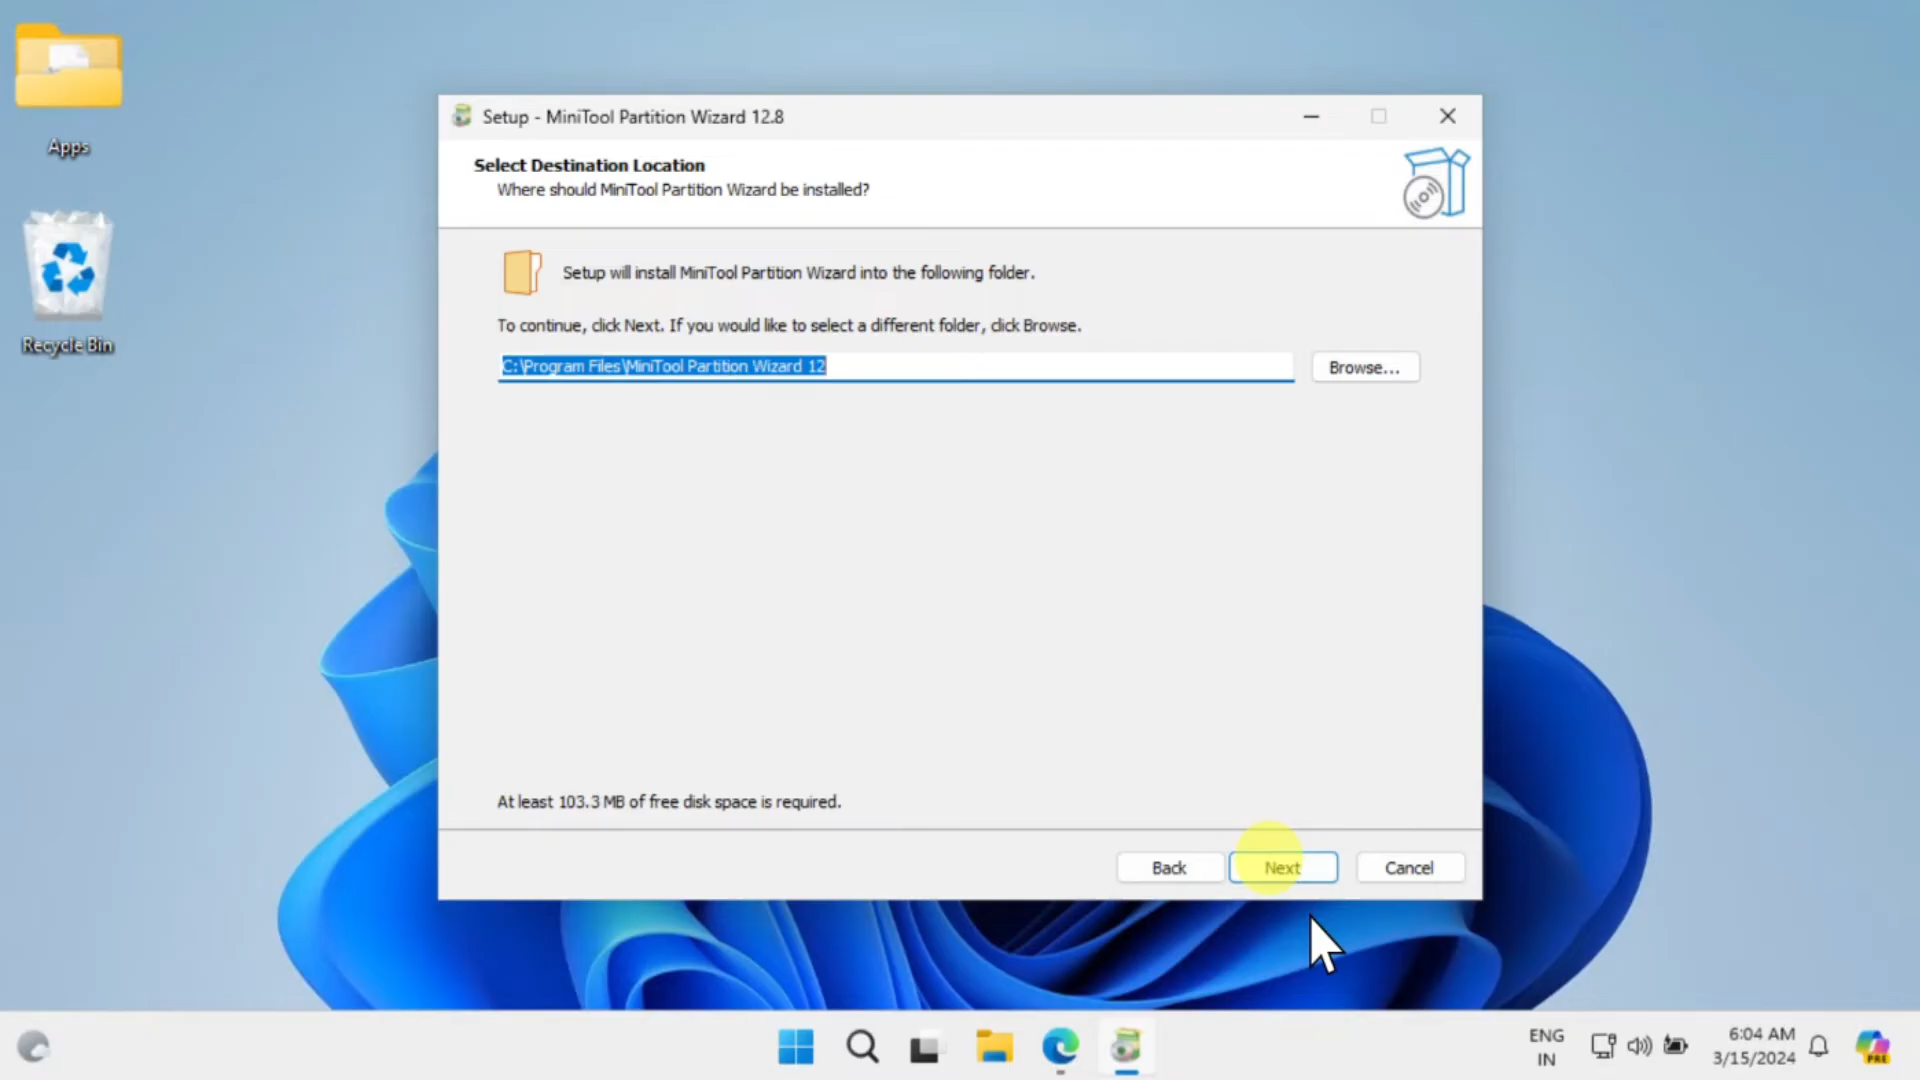 Apps
Recycle Bin
Setup - MiniTool Partition Wizard 12.8
Select Destination Location
Where should MiniTool Partition Wizard be installed?
Setup will install MiniTool Partition Wizard into the following folder.
To continue, click Next. If you would like to select a different folder, click Browse.
C:\Program Files\MiniTool Partition Wizard 12
Browse...
At least 103.3 MB of free disk space is required.
Back
Next
Cancel
ENG
IN
6:04 AM
3/15/2024
PRE